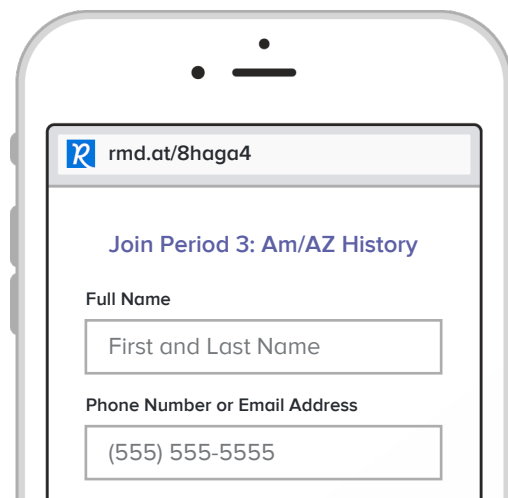 R rmd.at/8haga4
Join Period 3: Am/AZ History
Full Name
First and Last Name
Phone Number or Email Address
(555) 555-5555